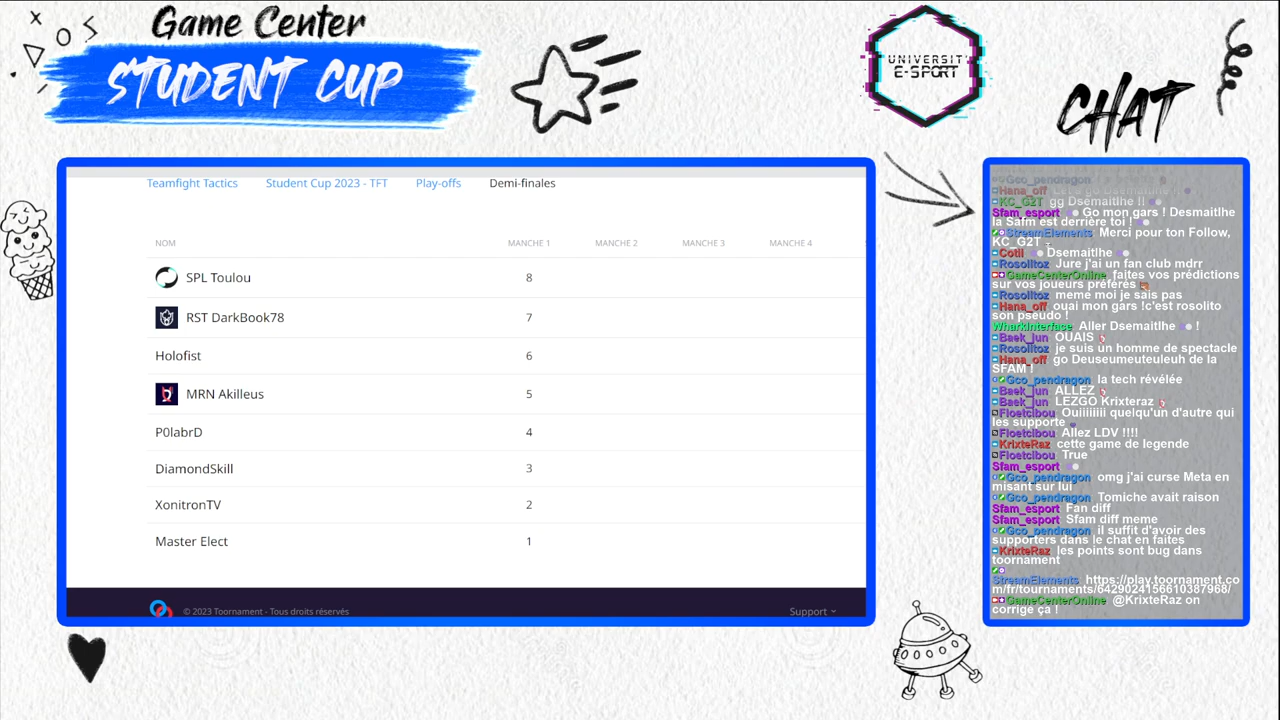 Game Center
STUDENT CUP
UNIVERSITY
E-SPORT
CHAT
Teamfight Tactics Student Cup 2023 - TFT Play-offs Demi-finales
NOM MANCHE 1 MANCHE 2 MANCHE 3 MANCHE 4
SPL Toulou 8
RST DarkBook78 7
Holofist 6
MRN Akilleus 5
P0labrD 4
DiamondSkill 3
XonitronTV 2
Master Elect 1
© 2023 Toornament - Tous droits réservés Support
Gco_pendragon
Hana_off
KC_G2T gg Dsemaitlhe !!
Sfam_esport Go mon gars ! Desmaitlhe
la Safm est derrière toi !
StreamElements Merci pour ton Follow,
KC_G2T
Cotil Dsemaitlhe
Rosolitoz Jure j'ai un fan club mdrr
GameCenterOnline faites vos prédictions
sur vos joueurs préférés
Rosolitoz meme moi je sais pas
Hana_off ouai mon gars !c'est rosolito
son pseudo !
WharkInterface Aller Dsemaitlhe !
Baek_jun OUAIS
Rosolitoz je suis un homme de spectacle
Hana_off go Deuseumeuteuleuh de la
SFAM !
Gco_pendragon la tech révélée
Baek_jun ALLEZ
Baek_jun LEZGO Krixteraz
Floetcibou Ouiiiiiiii quelqu'un d'autre qui
les supporte
Floetcibou Allez LDV !!!!
KrixteRaz cette game de legende
Floetcibou True
Sfam_esport
Gco_pendragon omg j'ai curse Meta en
misant sur lui
Gco_pendragon Tomiche avait raison
Sfam_esport Fan diff
Sfam_esport Sfam diff meme
Gco_pendragon il suffit d'avoir des
supporters dans le chat en faites
KrixteRaz les points sont bug dans
toornament
StreamElements https://play.toornament.co
m/fr/tournaments/6429024156610387968/
GameCenterOnline @KrixteRaz on
corrige ça !